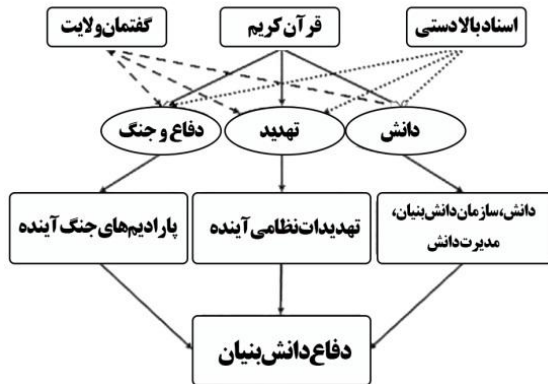 اسناد بالادستی
قرآن کریم
گفتمان ولایت
دانش
تهدید
دفاع و جنگ
دانش، سازمان دانش بنیان،
مدیرت دانش
تهدیدات نظامی آینده
پارادیم های جنگ آینده
دفاع دانش بنیان